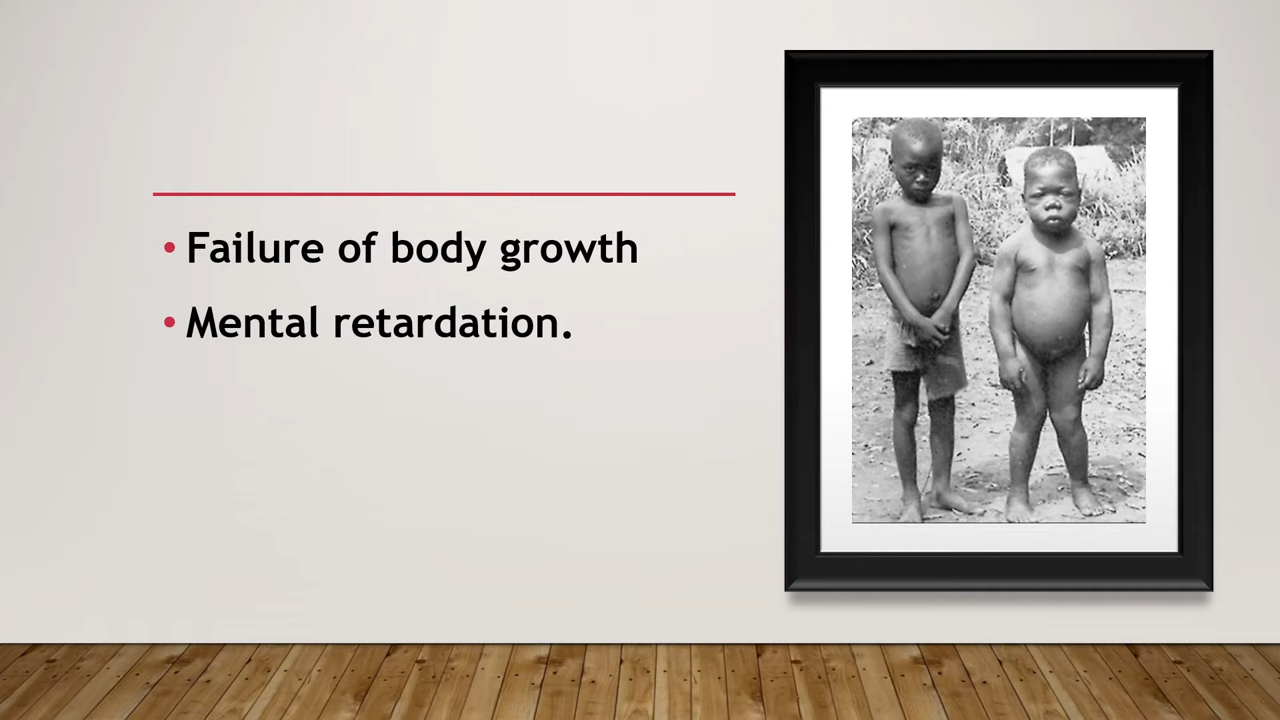 • Failure of body growth
• Mental retardation.